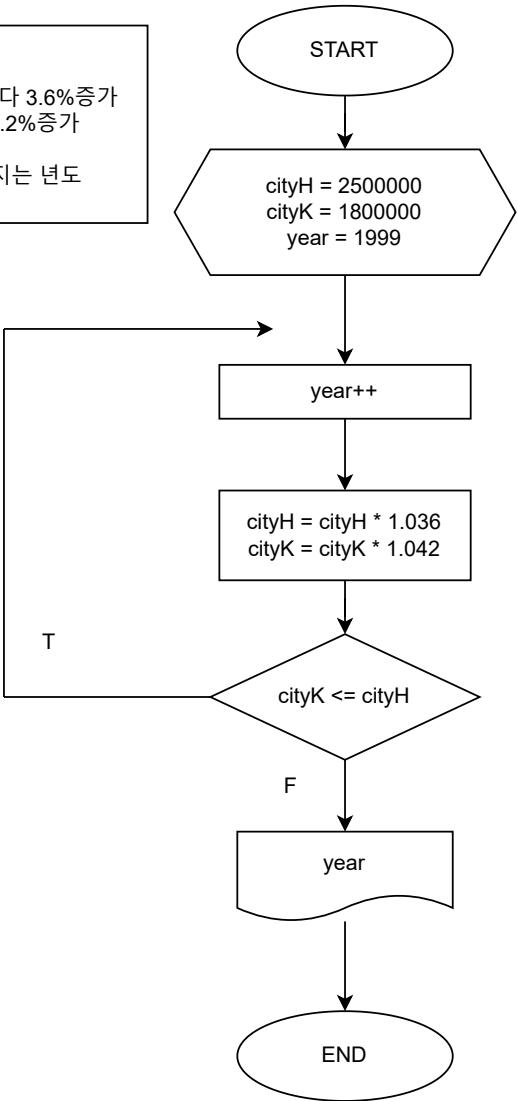 다 3.6%증가
.2%증가
지는 년도
START
cityH = 2500000
cityK = 1800000
year = 1999
year++
cityH = cityH * 1.036
cityK = cityK * 1.042
T
cityK <= cityH
F
year
END